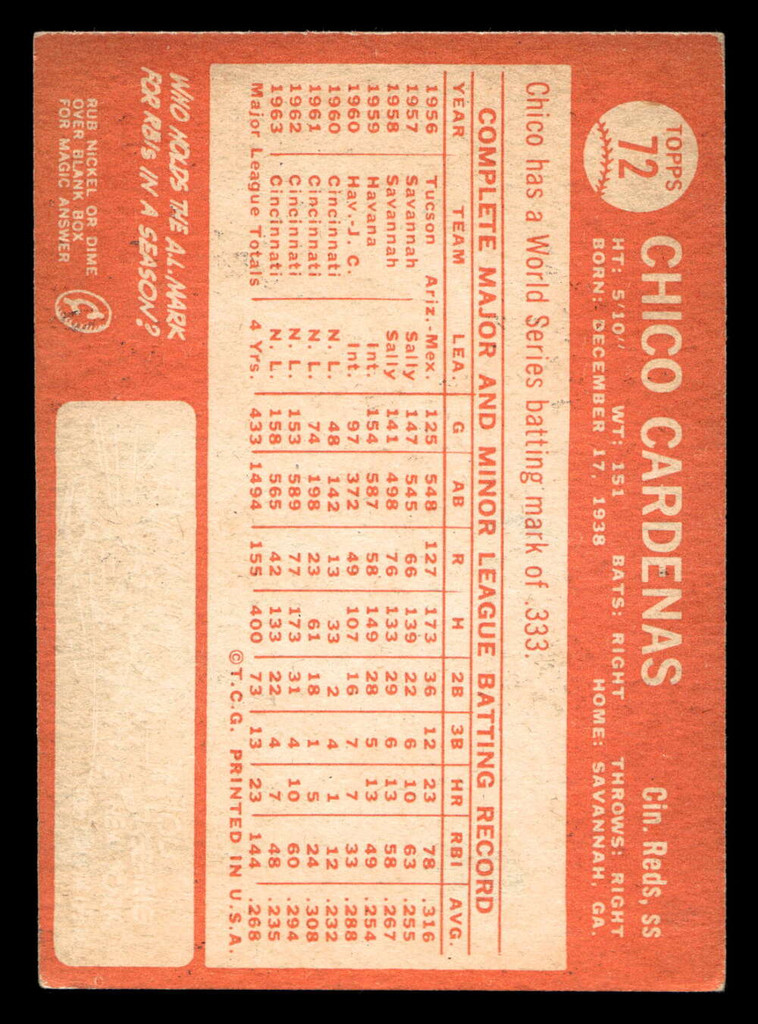 TOPPS
72
CHICO CARDENAS Cin. Reds, ss
HT: 5/10" WT: 151 BATS: RIGHT THROWS: RIGHT
BORN: DECEMBER 17, 1938 HOME: SAVANNAH, GA.
Chico has a World Series batting mark of .333.
COMPLETE MAJOR AND MINOR LEAGUE BATTING RECORD
YEAR TEAM LEA. G AB R H 2B 3B HR RBI AVG.
1956 Tucson Ariz.-Mex. 125 548 127 173 36 12 23 78 .316
1957 Savannah Sally 147 545 66 139 22 6 10 63 .255
1958 Savannah Sally 141 498 76 133 29 6 13 58 .267
1959 Havana Int. 154 587 58 149 28 5 13 49 .254
1960 Hav.-J. C. Int. 97 372 49 107 16 7 7 33 .288
1960 Cincinnati N. L. 48 142 13 33 2 4 1 12 .232
1961 Cincinnati N. L. 74 198 23 61 18 1 5 24 .308
1962 Cincinnati N. L. 153 589 77 173 31 4 10 60 .294
1963 Cincinnati N. L. 158 565 42 133 22 4 7 48 .235
Major League Totals 4 Yrs. 433 1494 155 400 73 13 23 144 .268
©T.C.G. PRINTED IN U.S.A.
WHO HOLDS THE A.L. MARK
FOR RBIs IN A SEASON?
RUB NICKEL OR DIME
OVER BLANK BOX
FOR MAGIC ANSWER